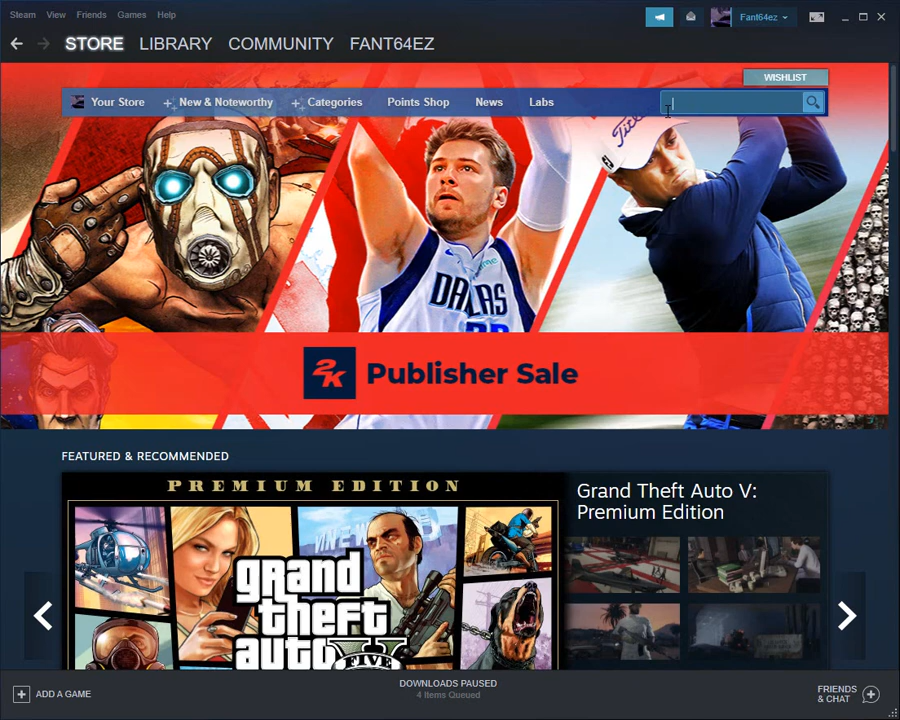 Steam View Friends Games Help
Fant64ez
STORE LIBRARY COMMUNITY FANT64EZ
WISHLIST
Your Store New & Noteworthy Categories Points Shop News Labs
Titleist
DALLAS
2K Publisher Sale
FEATURED & RECOMMENDED
PREMIUM EDITION
Grand Theft Auto V:
Premium Edition
grand
theft
auto V
FIVE
ADD A GAME
DOWNLOADS PAUSED
4 Items Queued
FRIENDS
& CHAT